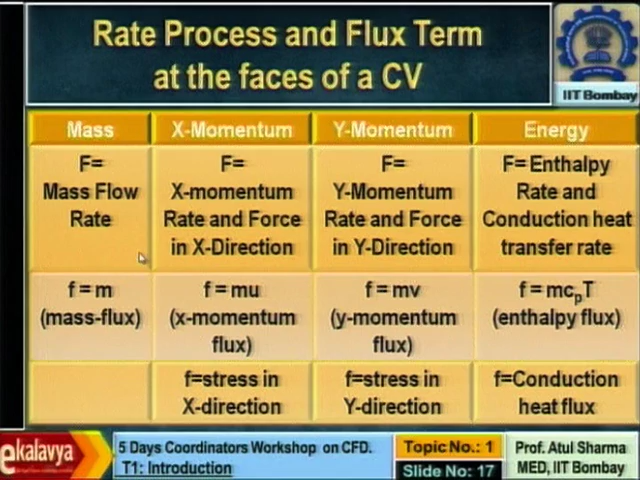 Rate Process and Flux Term
at the faces of a CV
IIT Bombay
Mass
X-Momentum
Y-Momentum
Energy
F=
Mass Flow
Rate
F=
X-momentum
Rate and Force
in X-Direction
F=
Y-Momentum
Rate and Force
in Y-Direction
F= Enthalpy
Rate and
Conduction heat
transfer rate
f = m
(mass-flux)
f = mu
(x-momentum
flux)
f = mv
(y-momentum
flux)
f = mcpT
(enthalpy flux)
f=stress in
X-direction
f=stress in
Y-direction
f=Conduction
heat flux
ekalavya
5 Days Coordinators Workshop on CFD.
T1: Introduction
Topic No.: 1
Slide No: 17
Prof. Atul Sharma
MED, IIT Bombay